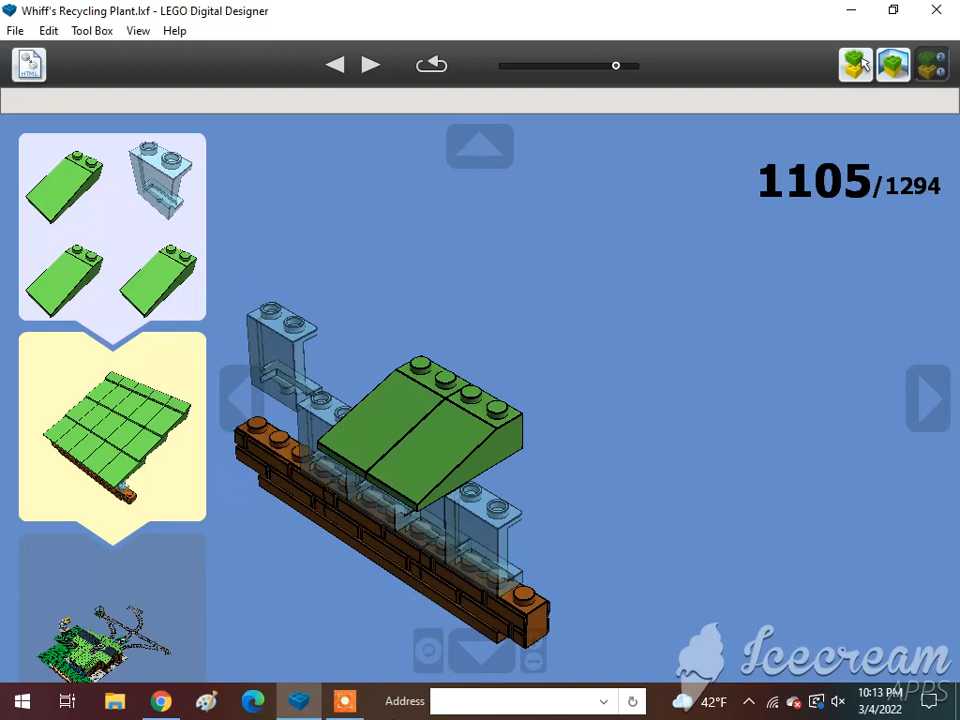 Whiff's Recycling Plant.lxf - LEGO Digital Designer
File Edit Tool Box View Help
HTML
1105/1294
Icecream
APPS
Address
42°F
10:13 PM
3/4/2022